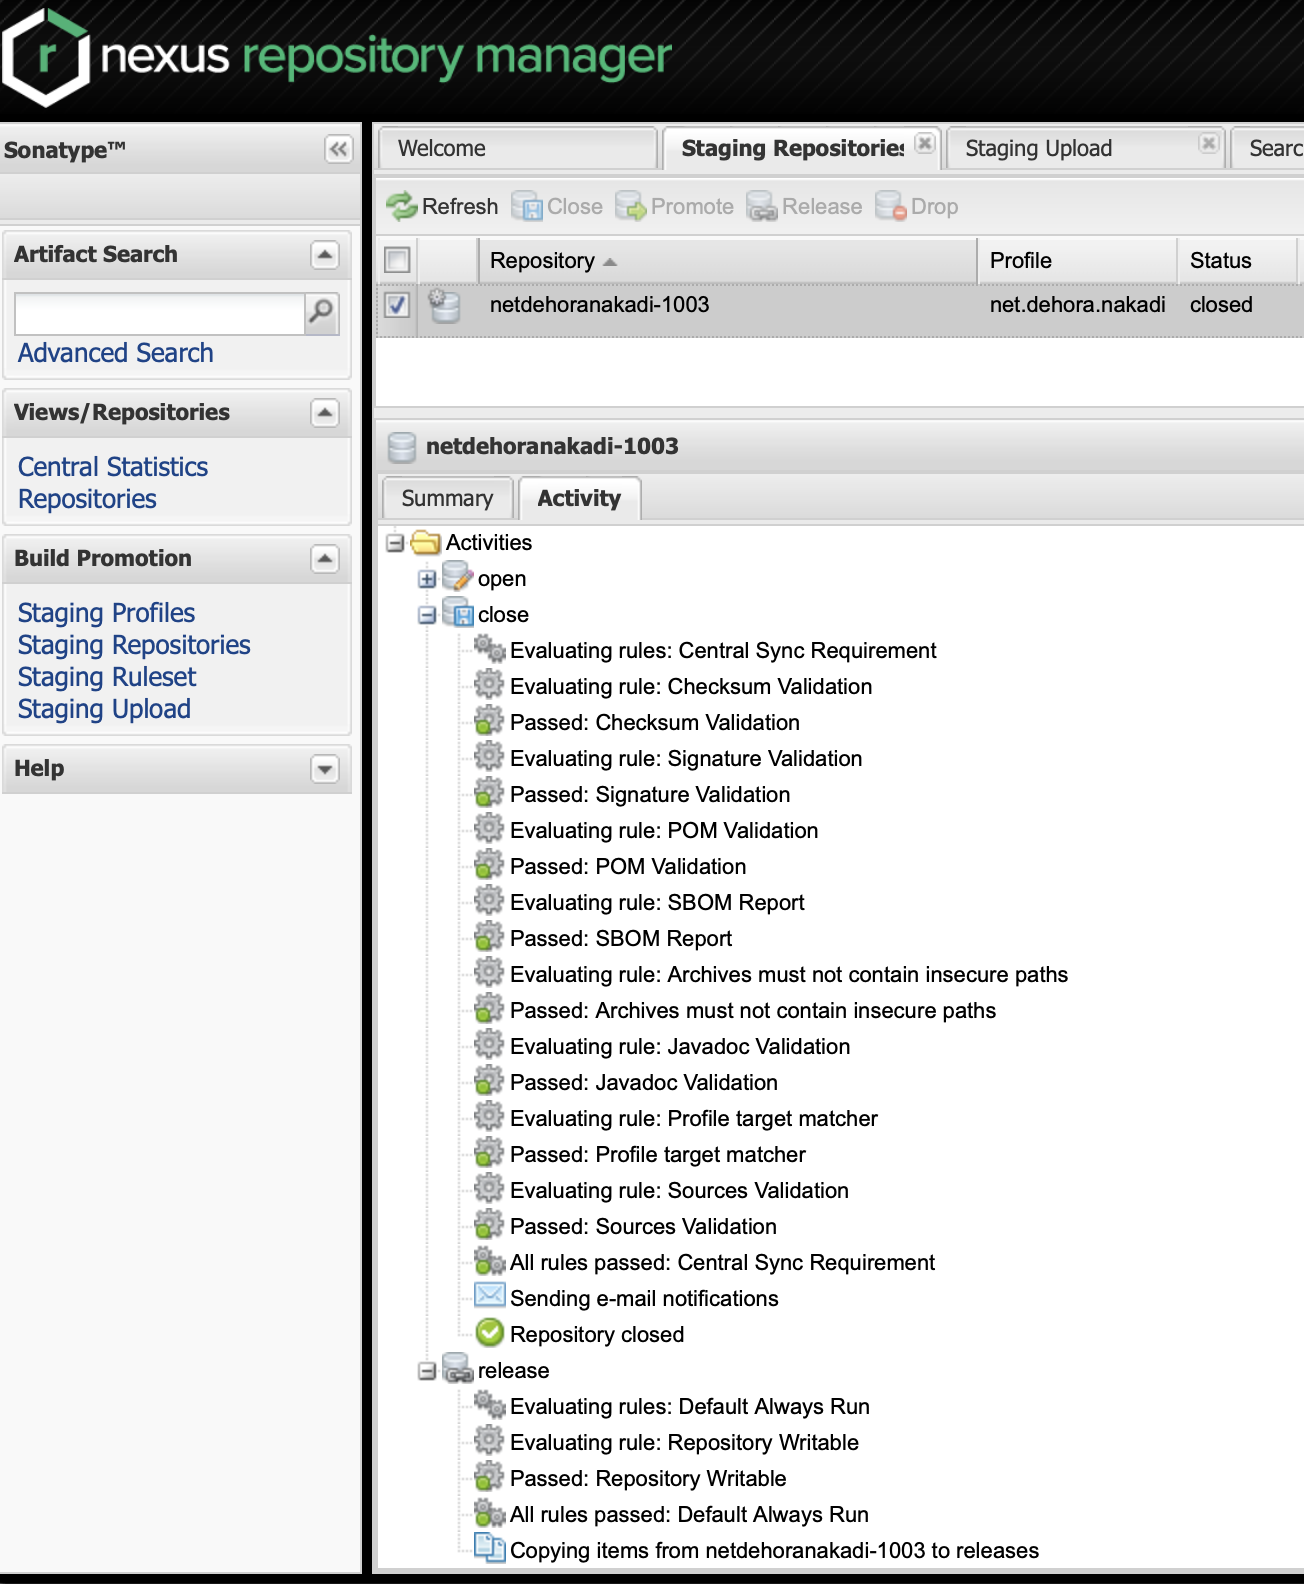 nexus repository manager
Sonatype™
Artifact Search
Advanced Search
Views/Repositories
Central Statistics
Repositories
Build Promotion
Staging Profiles
Staging Repositories
Staging Ruleset
Staging Upload
Help
Welcome
Staging Repositories
Staging Upload
Searc
Refresh
Close
Promote
Release
Drop
Repository
Profile
Status
netdehoranakadi-1003
net.dehora.nakadi
closed
netdehoranakadi-1003
Summary
Activity
Activities
open
close
Evaluating rules: Central Sync Requirement
Evaluating rule: Checksum Validation
Passed: Checksum Validation
Evaluating rule: Signature Validation
Passed: Signature Validation
Evaluating rule: POM Validation
Passed: POM Validation
Evaluating rule: SBOM Report
Passed: SBOM Report
Evaluating rule: Archives must not contain insecure paths
Passed: Archives must not contain insecure paths
Evaluating rule: Javadoc Validation
Passed: Javadoc Validation
Evaluating rule: Profile target matcher
Passed: Profile target matcher
Evaluating rule: Sources Validation
Passed: Sources Validation
All rules passed: Central Sync Requirement
Sending e-mail notifications
Repository closed
release
Evaluating rules: Default Always Run
Evaluating rule: Repository Writable
Passed: Repository Writable
All rules passed: Default Always Run
Copying items from netdehoranakadi-1003 to releases